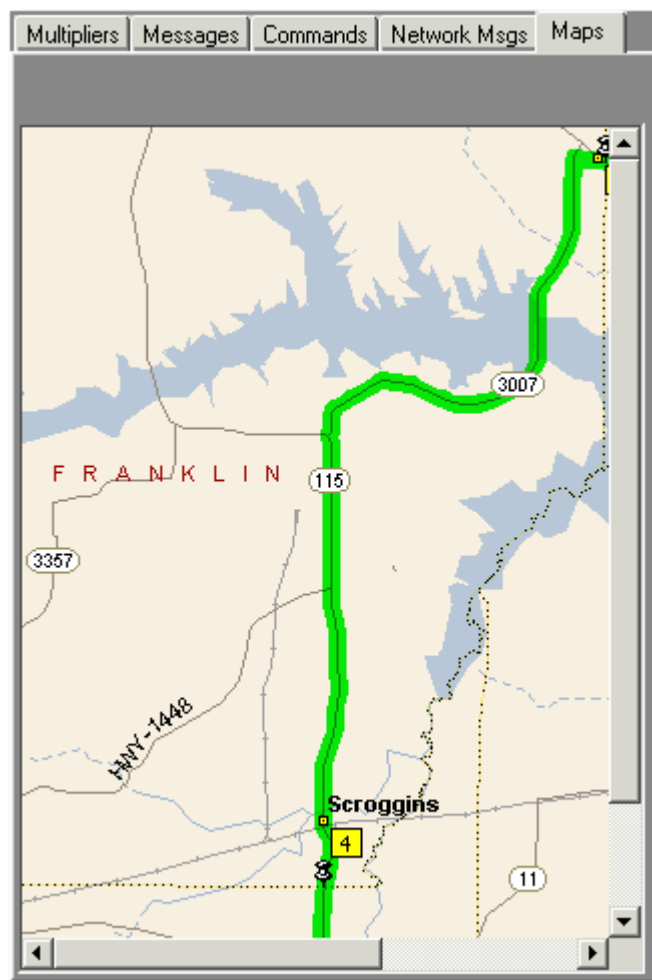 Multipliers Messages Commands Network Msgs Maps
3007
FRANKLIN
115
3357
HWY-1448
Scroggins
4
11